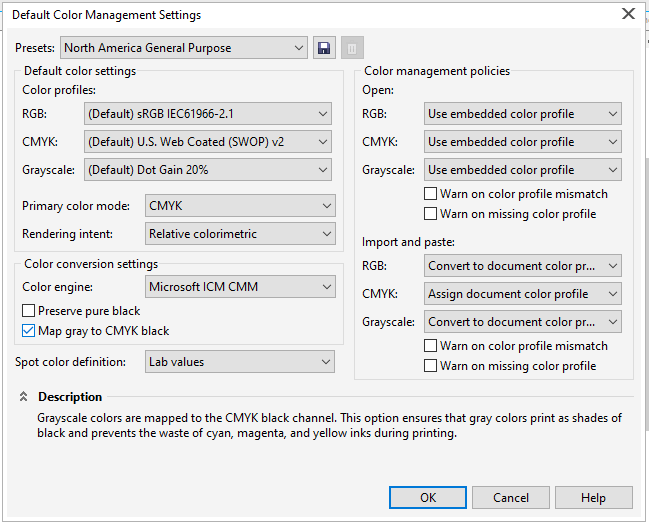 Default Color Management Settings
Presets: North America General Purpose
Default color settings
Color profiles:
RGB: (Default) sRGB IEC61966-2.1
CMYK: (Default) U.S. Web Coated (SWOP) v2
Grayscale: (Default) Dot Gain 20%
Primary color mode: CMYK
Rendering intent: Relative colorimetric
Color conversion settings
Color engine: Microsoft ICM CMM
Preserve pure black
Map gray to CMYK black
Spot color definition: Lab values
Color management policies
Open:
RGB: Use embedded color profile
CMYK: Use embedded color profile
Grayscale: Use embedded color profile
Warn on color profile mismatch
Warn on missing color profile
Import and paste:
RGB: Convert to document color pr...
CMYK: Assign document color profile
Grayscale: Convert to document color pr...
Warn on color profile mismatch
Warn on missing color profile
Description
Grayscale colors are mapped to the CMYK black channel. This option ensures that gray colors print as shades of
black and prevents the waste of cyan, magenta, and yellow inks during printing.
OK Cancel Help